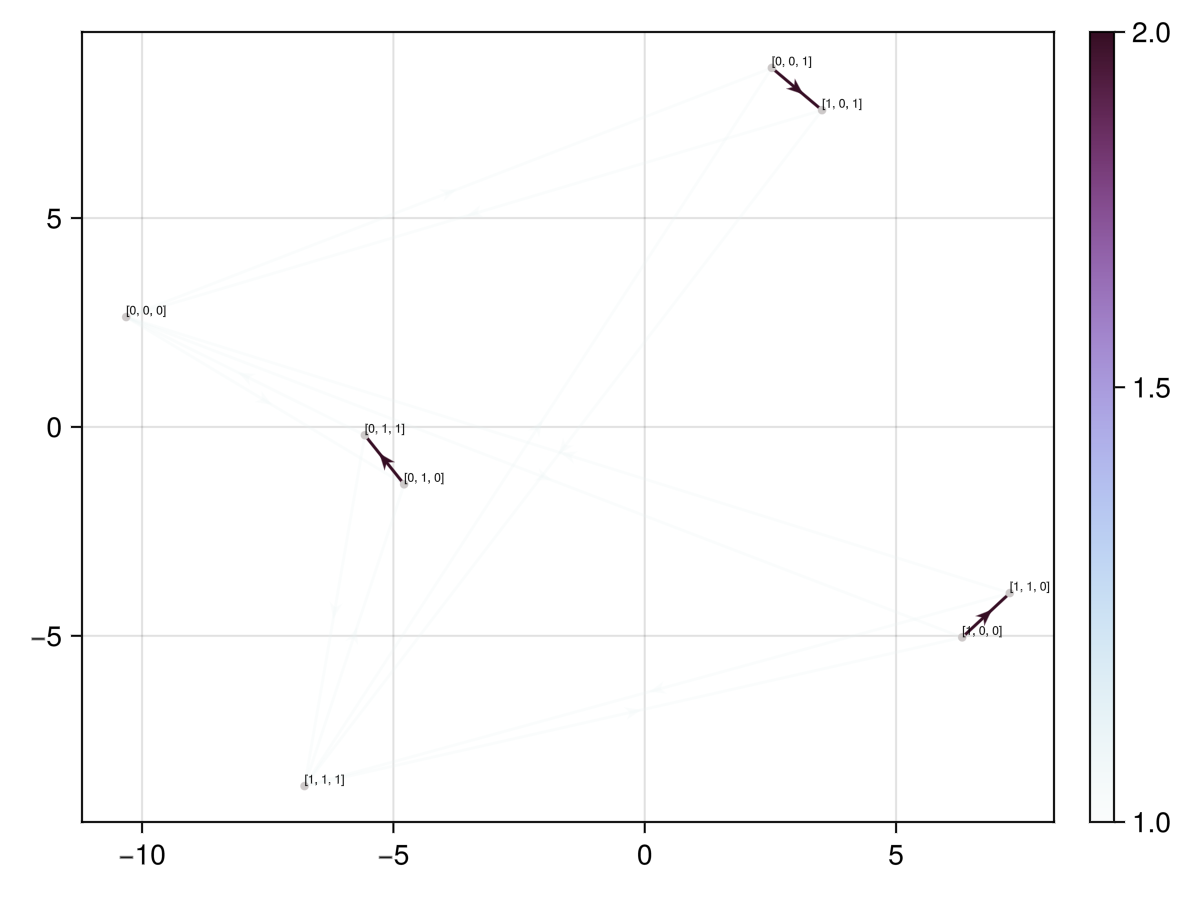 2.0
[0, 0, 1]
[1, 0, 1]
5
[0, 0, 0]
1.5
0
[0, 1, 1]
[0, 1, 0]
[1, 1, 0]
−5
[1, 0, 0]
[1, 1, 1]
1.0
−10
−5
0
5